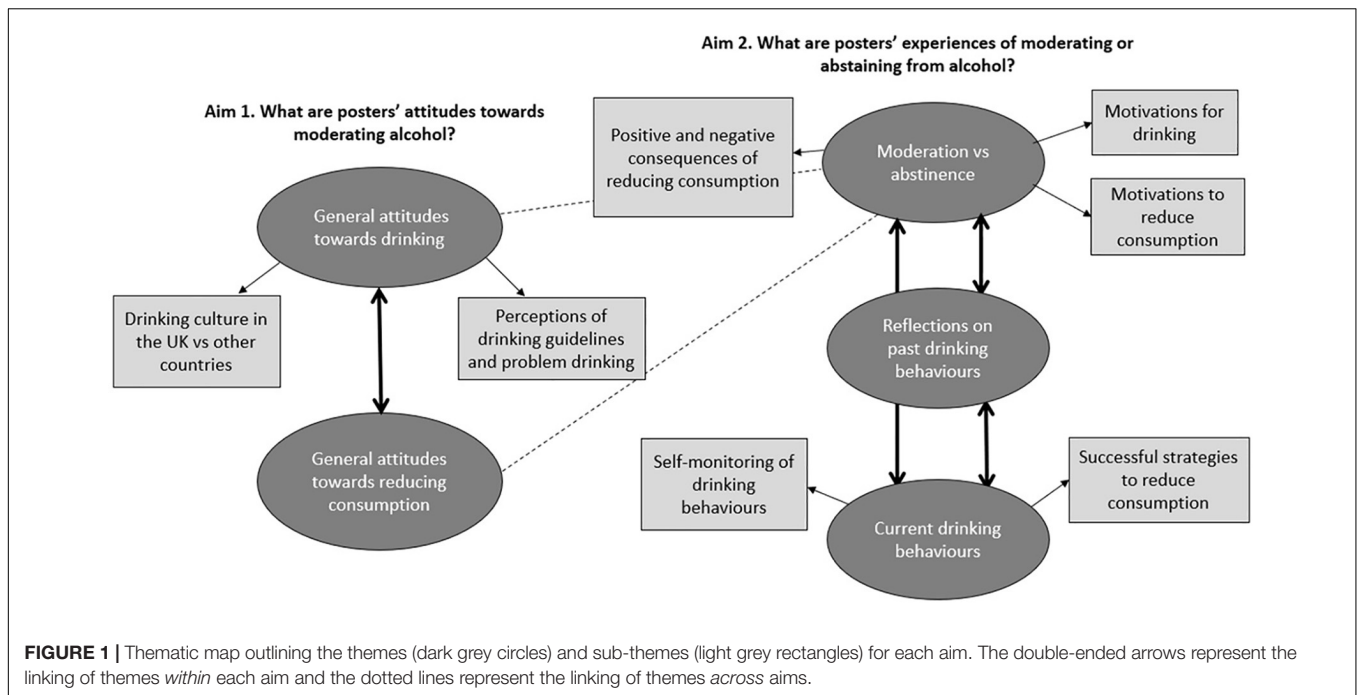 Aim 1. What are posters’ attitudes towards
moderating alcohol?
General attitudes
towards drinking
Drinking culture in
the UK vs other
countries
Perceptions of
drinking guidelines
and problem drinking
General attitudes
towards reducing
consumption
Aim 2. What are posters’ experiences of moderating or
abstaining from alcohol?
Positive and negative
consequences of
reducing consumption
Moderation vs
abstinence
Motivations for
drinking
Motivations to
reduce
consumption
Reflections on
past drinking
behaviours
Self-monitoring of
drinking
behaviours
Current drinking
behaviours
Successful strategies
to reduce
consumption
FIGURE 1 | Thematic map outlining the themes (dark grey circles) and sub-themes (light grey rectangles) for each aim. The double-ended arrows represent the
linking of themes within each aim and the dotted lines represent the linking of themes across aims.